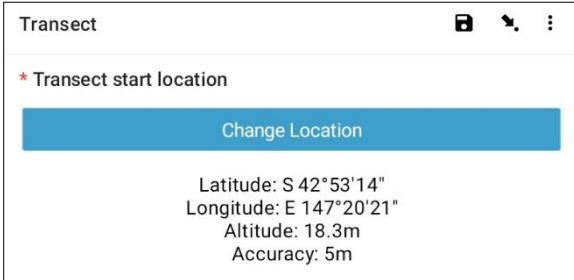 Transect
* Transect start location
Change Location
Latitude: S 42°53'14"
Longitude: E 147°20'21"
Altitude: 18.3m
Accuracy: 5m